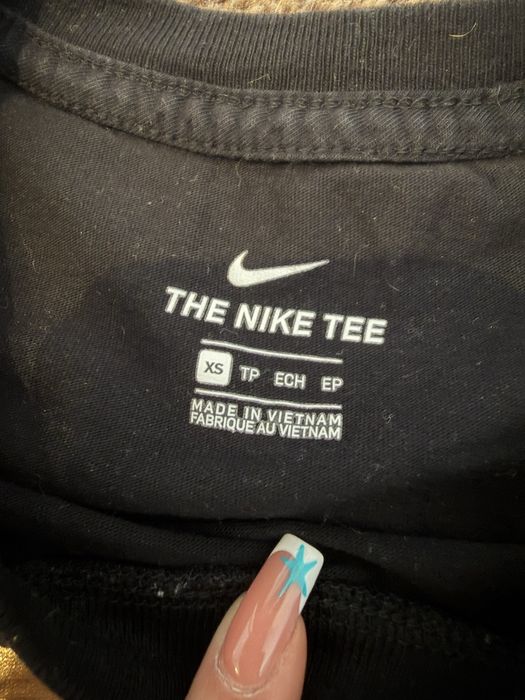 THE NIKE TEE
XS TP ECH EP
MADE IN VIETNAM
FABRIQUE AU VIETNAM